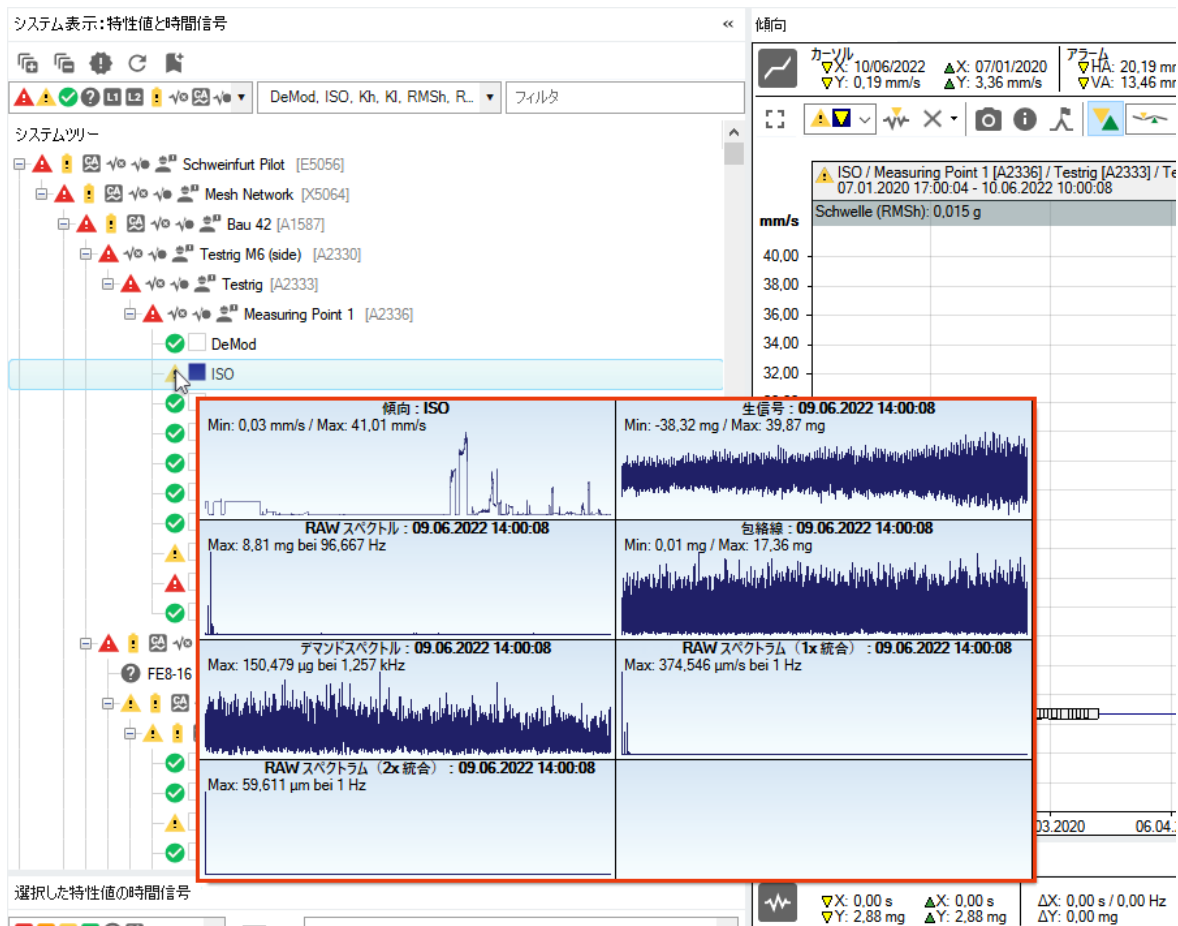 システム表示：特性値と時間信号
L1 L2
DeMod, ISO, Kh, KI, RMSh, R...
フィルタ
システムツリー
CA Schweinfurt Pilot [E5056]
CA Mesh Network [X5064]
CA Bau 42 [A1587]
Testrig M6 (side) [A2330]
Testrig [A2333]
Measuring Point 1 [A2336]
DeMod
ISO
傾向：ISO
Min: 0,03 mm/s / Max: 41,01 mm/s
生信号：09.06.2022 14:00:08
Min: -38,32 mg / Max: 39,87 mg
RAW スペクトル：09.06.2022 14:00:08
Max: 8,81 mg bei 96,667 Hz
包絡線：09.06.2022 14:00:08
Min: 0,01 mg / Max: 17,36 mg
デマンドスペクトル：09.06.2022 14:00:08
Max: 150,479 µg bei 1,257 kHz
RAW スペクトラム（1x 統合）：09.06.2022 14:00:08
Max: 374,546 µm/s bei 1 Hz
RAW スペクトラム（2x 統合）：09.06.2022 14:00:08
Max: 59,611 µm bei 1 Hz
CA
FE8-16
CA
選択した特性値の時間信号
傾向
カーソル
X: 10/06/2022 X: 07/01/2020
Y: 0,19 mm/s Y: 3,36 mm/s
アラーム
HA: 20,19 mm
VA: 13,46 mm
ISO / Measuring Point 1 [A2336] / Testrig [A2333] / Te
07.01.2020 17:00:04 - 10.06.2022 10:00:08
Schwelle (RMSh): 0,015 g
mm/s
40,00
38,00
36,00
34,00
32,00
03.2020
06.04.
X: 0,00 s X: 0,00 s ΔX: 0,00 s / 0,00 Hz
Y: 2,88 mg Y: 2,88 mg ΔY: 0,00 mg